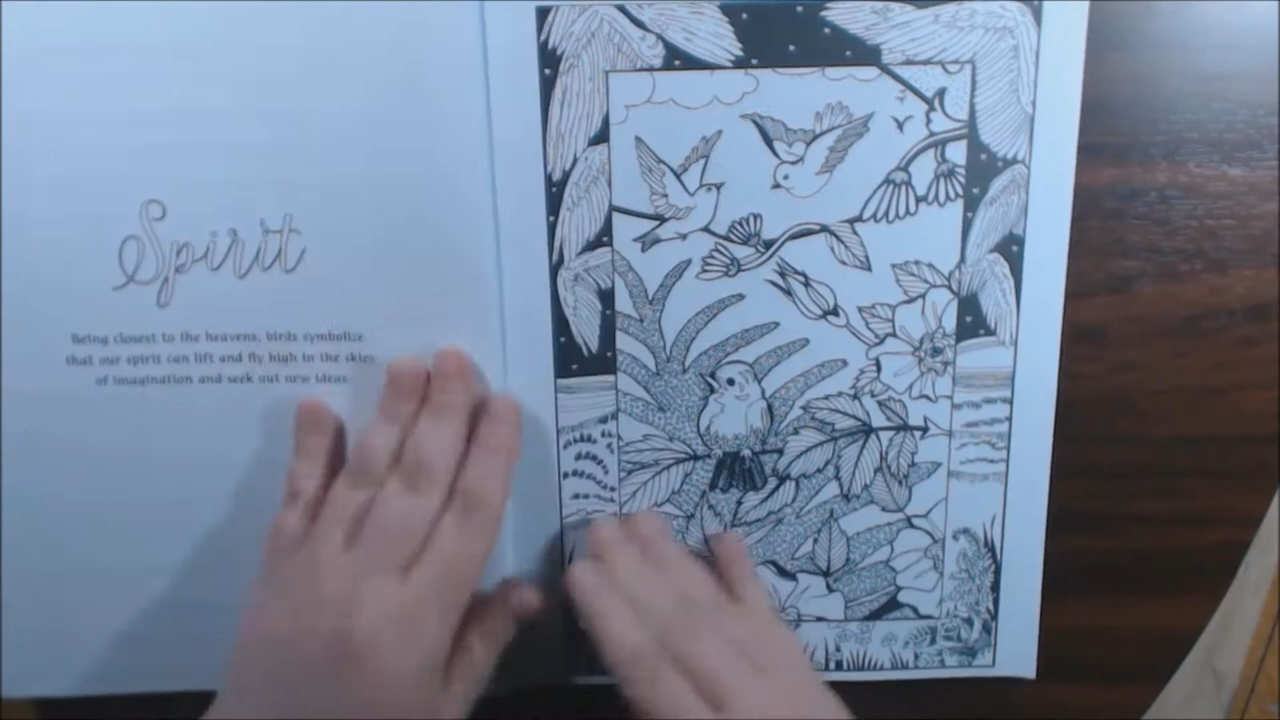 Spirit
Being closest to the heavens, birds symbolize
that our spirit can lift and fly high in the skies
of imagination and seek out new ideas.